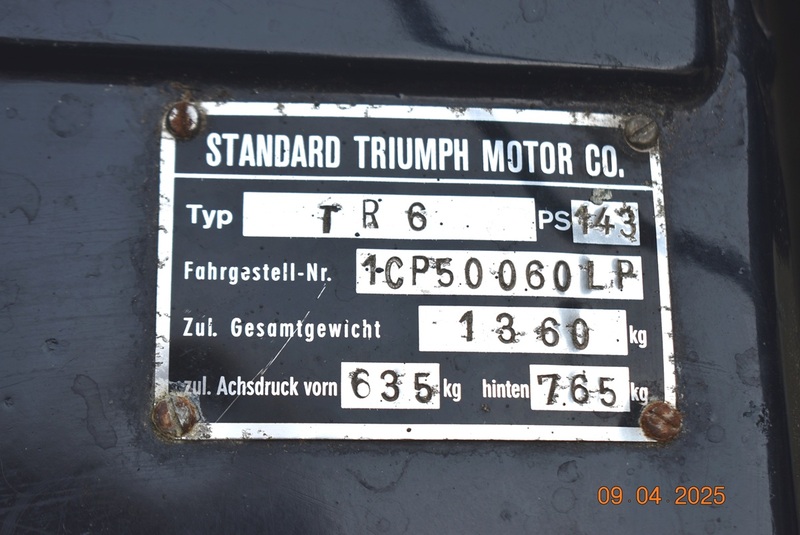 STANDARD TRIUMPH MOTOR CO.
Typ TR6 PS 143
Fahrgestell-Nr. 1CP50060LP
Zul. Gesamtgewicht 1360 kg
zul. Achsdruck vorn 635 kg hinten 765 kg
09 04 2025